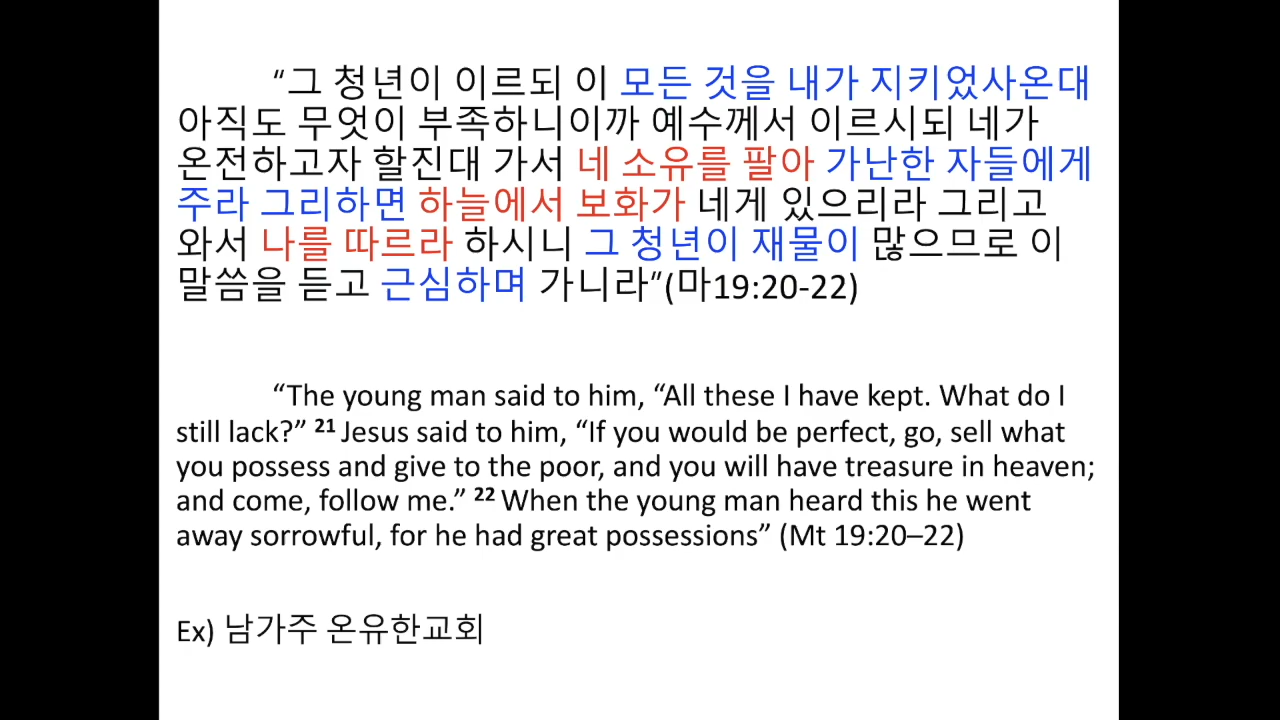 “그 청년이 이르되 이 모든 것을 내가 지키었사온대
아직도 무엇이 부족하니이까 예수께서 이르시되 네가
온전하고자 할진대 가서 네 소유를 팔아 가난한 자들에게
주라 그리하면 하늘에서 보화가 네게 있으리라 그리고
와서 나를 따르라 하시니 그 청년이 재물이 많으므로 이
말씀을 듣고 근심하며 가니라”(마19:20-22)
“The young man said to him, “All these I have kept. What do I
still lack?” 21 Jesus said to him, “If you would be perfect, go, sell what
you possess and give to the poor, and you will have treasure in heaven;
and come, follow me.” 22 When the young man heard this he went
away sorrowful, for he had great possessions” (Mt 19:20–22)
Ex) 남가주 온유한교회